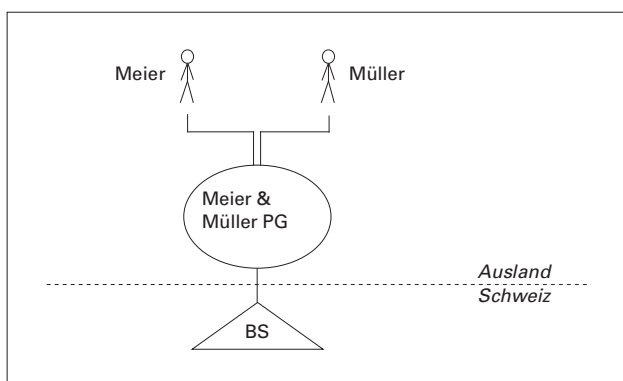 Meier
Müller
Meier &
Müller PG
Ausland
Schweiz
BS